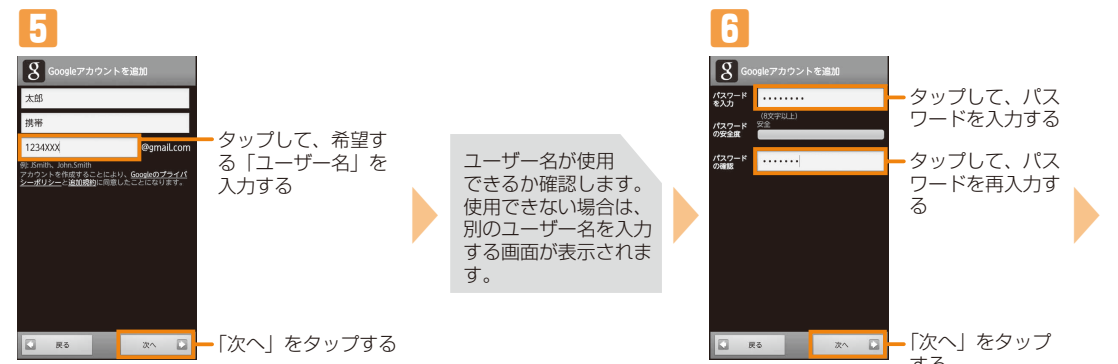 5
Googleアカウントを追加
太郎
携帯
1234XXX
@gmail.com
例: JSmith、John.Smith
アカウントを作成することにより、Googleのプライバ
シーポリシーと追加規約に同意したことになります。
戻る
次へ
タップして、希望す
る「ユーザー名」を
入力する
「次へ」をタップする
ユーザー名が使用
できるか確認します。
使用できない場合は、
別のユーザー名を入力
する画面が表示されま
す。
6
Googleアカウントを追加
パスワード
を入力
(8文字以上)
パスワード
の安全度
安全
パスワード
の確認
戻る
次へ
タップして、パス
ワードを入力する
タップして、パス
ワードを再入力す
る
「次へ」をタップ
する